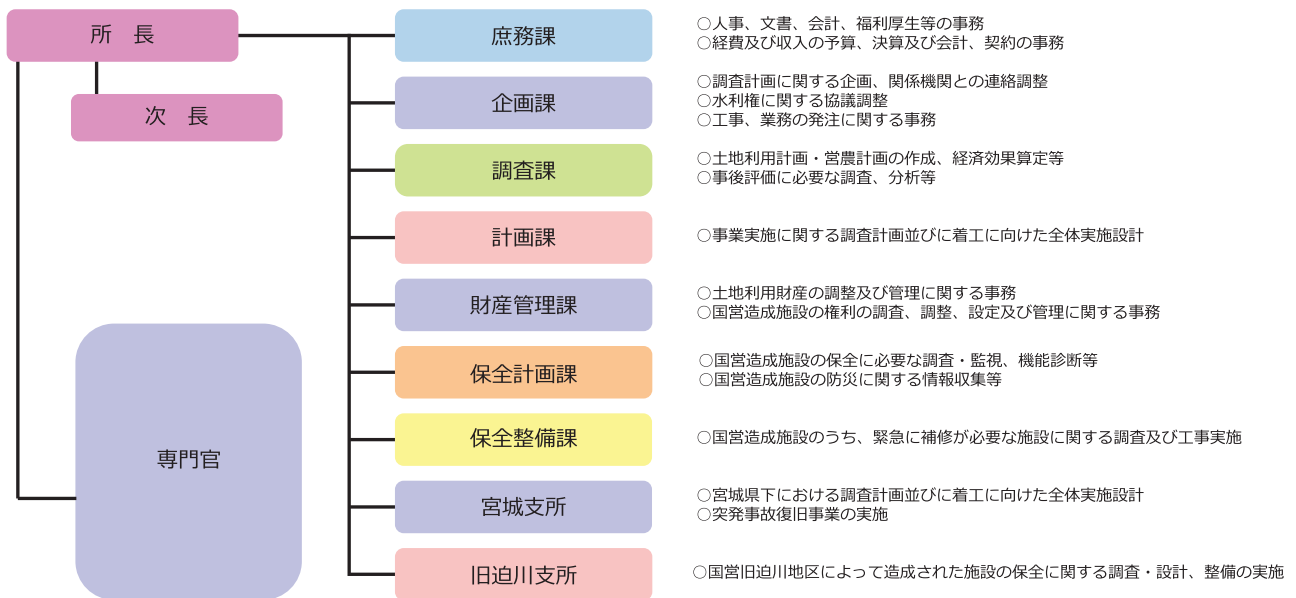 所　長
次　長
専門官
庶務課
○人事、文書、会計、福利厚生等の事務
○経費及び収入の予算、決算及び会計、契約の事務
企画課
○調査計画に関する企画、関係機関との連絡調整
○水利権に関する協議調整
○工事、業務の発注に関する事務
調査課
○土地利用計画・営農計画の作成、経済効果算定等
○事後評価に必要な調査、分析等
計画課
○事業実施に関する調査計画並びに着工に向けた全体実施設計
財産管理課
○土地利用財産の調整及び管理に関する事務
○国営造成施設の権利の調査、調整、設定及び管理に関する事務
保全計画課
○国営造成施設の保全に必要な調査・監視、機能診断等
○国営造成施設の防災に関する情報収集等
保全整備課
○国営造成施設のうち、緊急に補修が必要な施設に関する調査及び工事実施
宮城支所
○宮城県下における調査計画並びに着工に向けた全体実施設計
○突発事故復旧事業の実施
旧迫川支所
○国営旧迫川地区によって造成された施設の保全に関する調査・設計、整備の実施